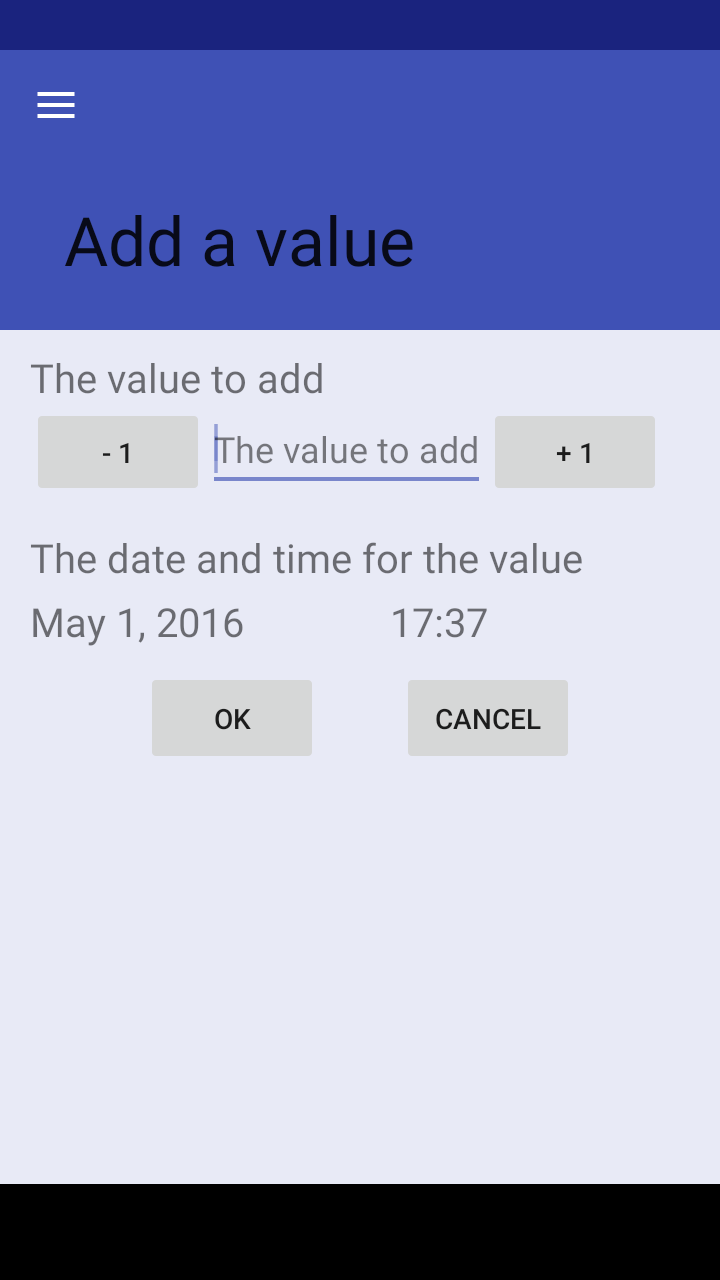 Add a value
The value to add
- 1 The value to add + 1
The date and time for the value
May 1, 2016 17:37
OK CANCEL